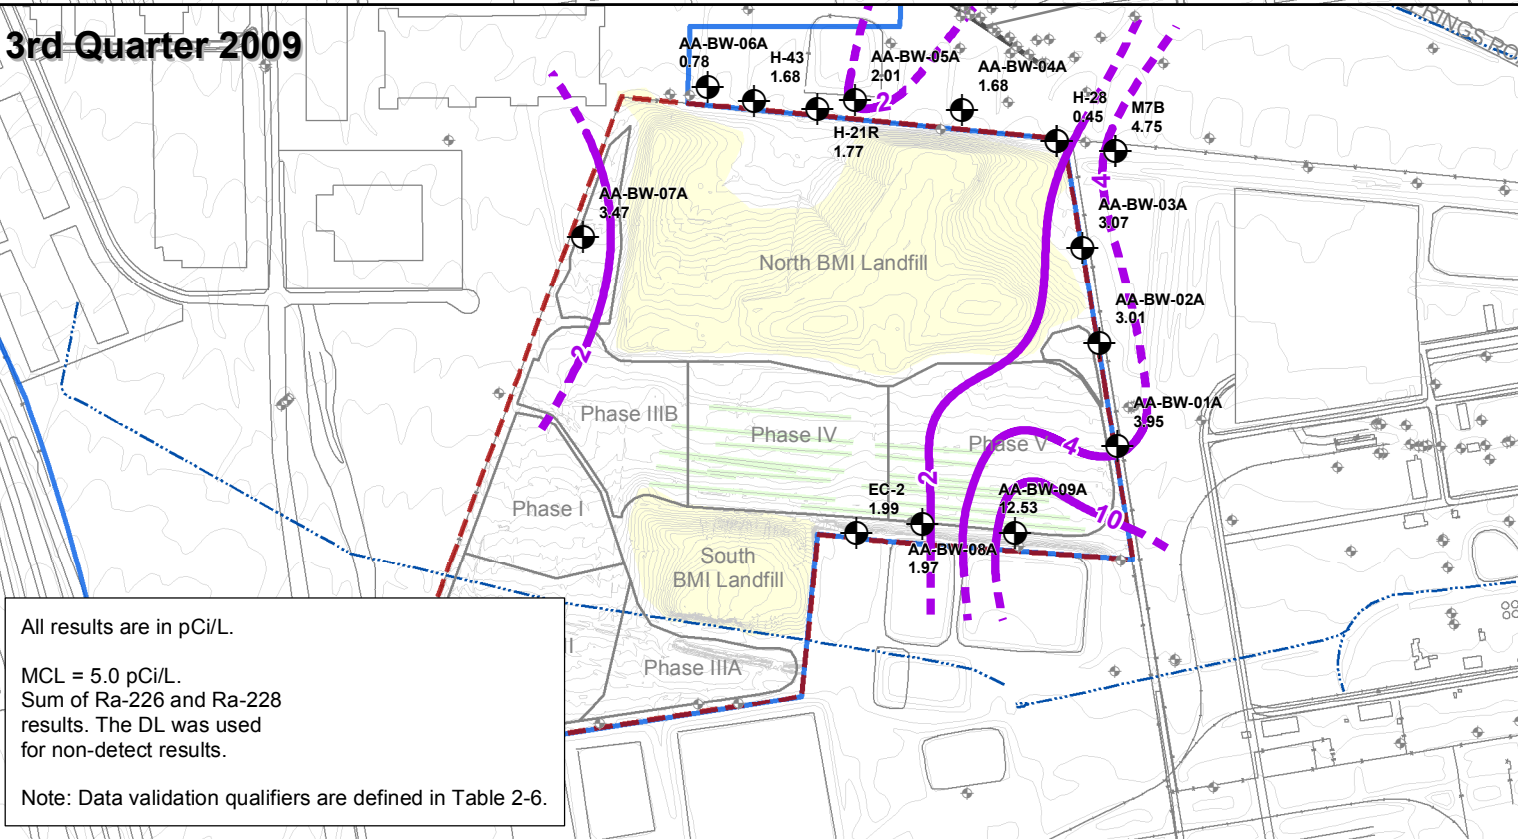 3rd Quarter 2009
RINGS RO
AA-BW-06A
0.78
H-43
1.68
AA-BW-05A
2.01
AA-BW-04A
1.68
2
H-21R
1.77
H-28
0.45
M7B
4.75
4
AA-BW-07A
3.47
AA-BW-03A
3.07
North BMI Landfill
AA-BW-02A
3.01
2
Phase IIIB
Phase IV
Phase V
4
AA-BW-01A
3.95
2
EC-2
1.99
AA-BW-09A
12.53
10
Phase I
AA-BW-08A
1.97
South
BMI Landfill
II
Phase IIIA
All results are in pCi/L.
MCL = 5.0 pCi/L.
Sum of Ra-226 and Ra-228
results. The DL was used
for non-detect results.
Note: Data validation qualifiers are defined in Table 2-6.